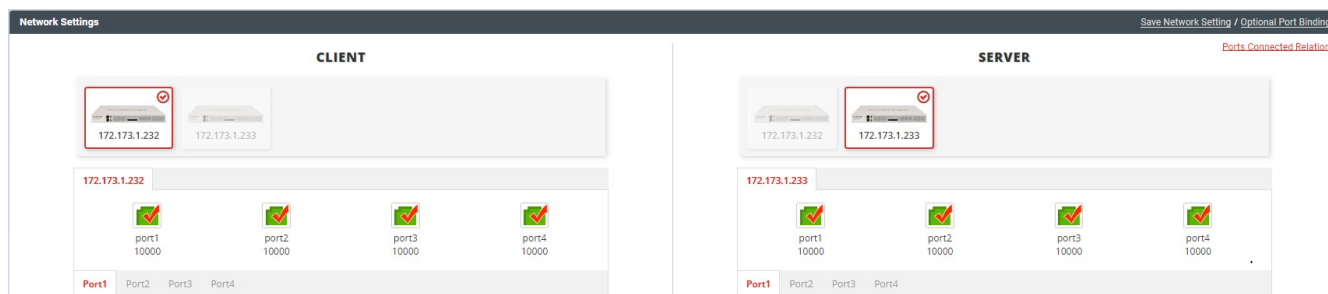 Network Settings
Save Network Setting / Optional Port Binding
Ports Connected Relation
CLIENT
172.173.1.232
172.173.1.233
172.173.1.232
port1
10000
port2
10000
port3
10000
port4
10000
Port1 Port2 Port3 Port4
SERVER
172.173.1.232
172.173.1.233
172.173.1.233
port1
10000
port2
10000
port3
10000
port4
10000
Port1 Port2 Port3 Port4